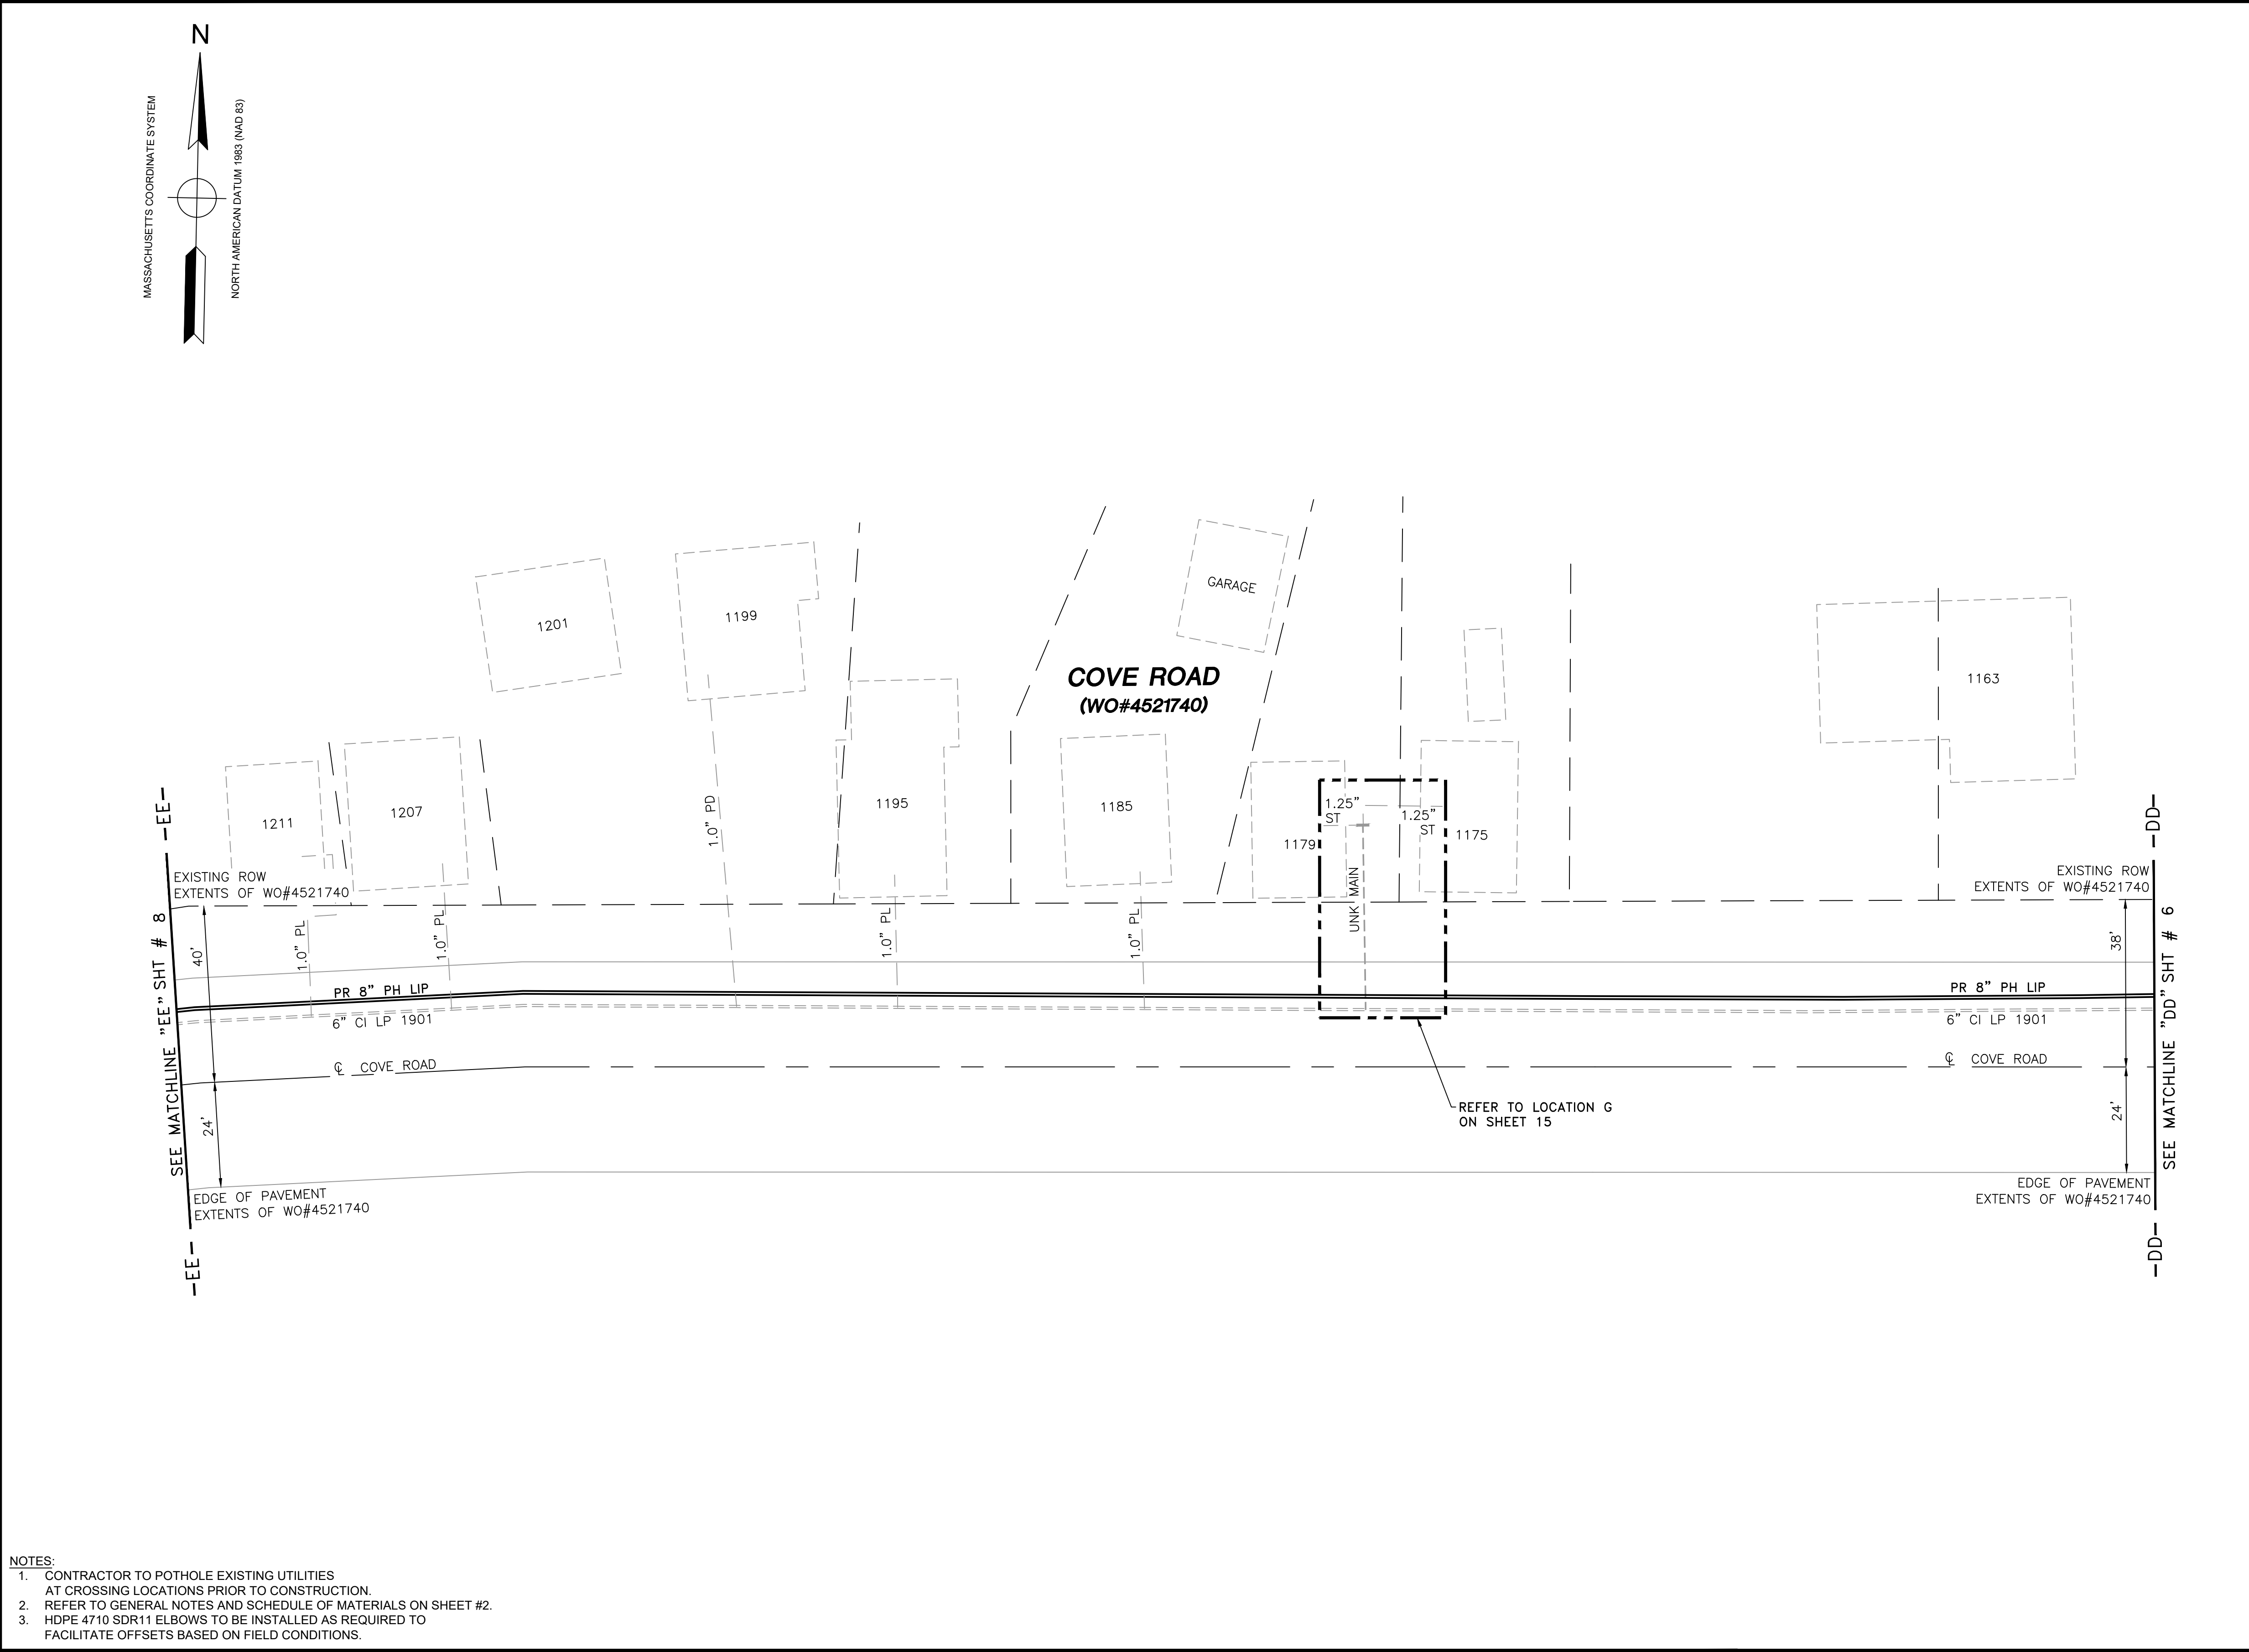 N
MASSACHUSETTS COORDINATE SYSTEM
NORTH AMERICAN DATUM 1983 (NAD 83)
GARAGE
1201
1199
COVE ROAD
(WO#4521740)
1163
1211
1207
1.0" PD
1195
1185
1179
1.25"
ST
1.25"
ST
1175
UNK MAIN
EE
DD
EXISTING ROW
EXTENTS OF WO#4521740
EXISTING ROW
EXTENTS OF WO#4521740
SEE MATCHLINE "EE" SHT # 8
40'
1.0" PL
1.0" PL
1.0" PL
1.0" PL
38'
SEE MATCHLINE "DD" SHT # 6
PR 8" PH LIP
6" CI LP 1901
PR 8" PH LIP
6" CI LP 1901
℄ COVE ROAD
℄ COVE ROAD
24'
24'
REFER TO LOCATION G
ON SHEET 15
EDGE OF PAVEMENT
EXTENTS OF WO#4521740
EDGE OF PAVEMENT
EXTENTS OF WO#4521740
EE
DD
NOTES:
1. CONTRACTOR TO POTHOLE EXISTING UTILITIES
AT CROSSING LOCATIONS PRIOR TO CONSTRUCTION.
2. REFER TO GENERAL NOTES AND SCHEDULE OF MATERIALS ON SHEET #2.
3. HDPE 4710 SDR11 ELBOWS TO BE INSTALLED AS REQUIRED TO
FACILITATE OFFSETS BASED ON FIELD CONDITIONS.